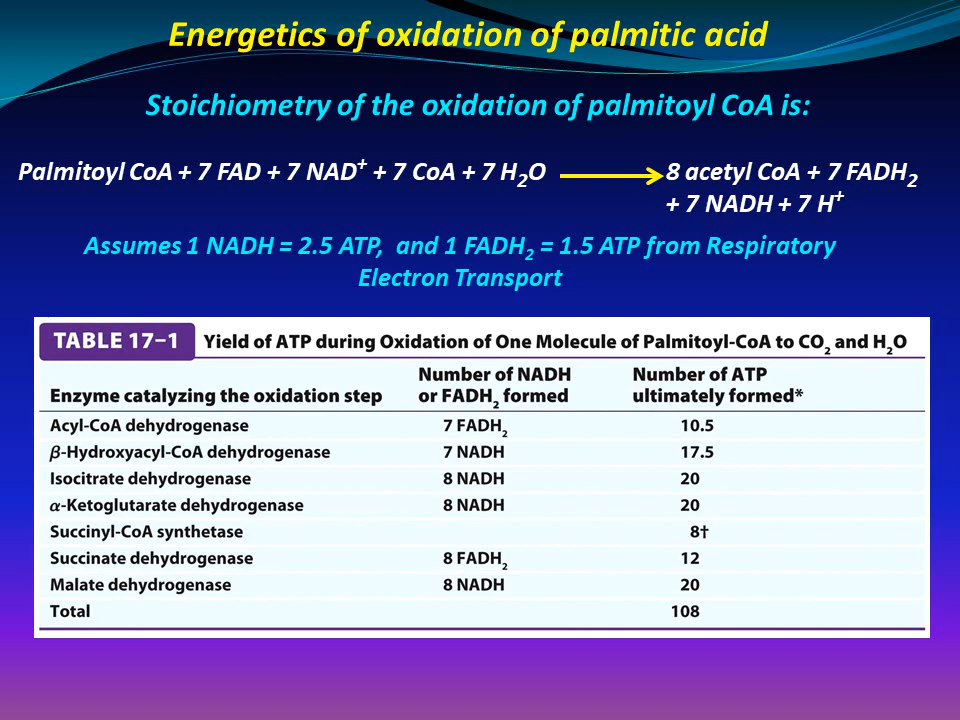 Energetics of oxidation of palmitic acid
Stoichiometry of the oxidation of palmitoyl CoA is:
Palmitoyl CoA + 7 FAD + 7 NAD⁺ + 7 CoA + 7 H₂O → 8 acetyl CoA + 7 FADH₂
+ 7 NADH + 7 H⁺
Assumes 1 NADH = 2.5 ATP, and 1 FADH₂ = 1.5 ATP from Respiratory
Electron Transport
TABLE 17–1 Yield of ATP during Oxidation of One Molecule of Palmitoyl-CoA to CO₂ and H₂O
Number of NADH Number of ATP
Enzyme catalyzing the oxidation step or FADH₂ formed ultimately formed*
Acyl-CoA dehydrogenase 7 FADH₂ 10.5
β-Hydroxyacyl-CoA dehydrogenase 7 NADH 17.5
Isocitrate dehydrogenase 8 NADH 20
α-Ketoglutarate dehydrogenase 8 NADH 20
Succinyl-CoA synthetase 8†
Succinate dehydrogenase 8 FADH₂ 12
Malate dehydrogenase 8 NADH 20
Total 108